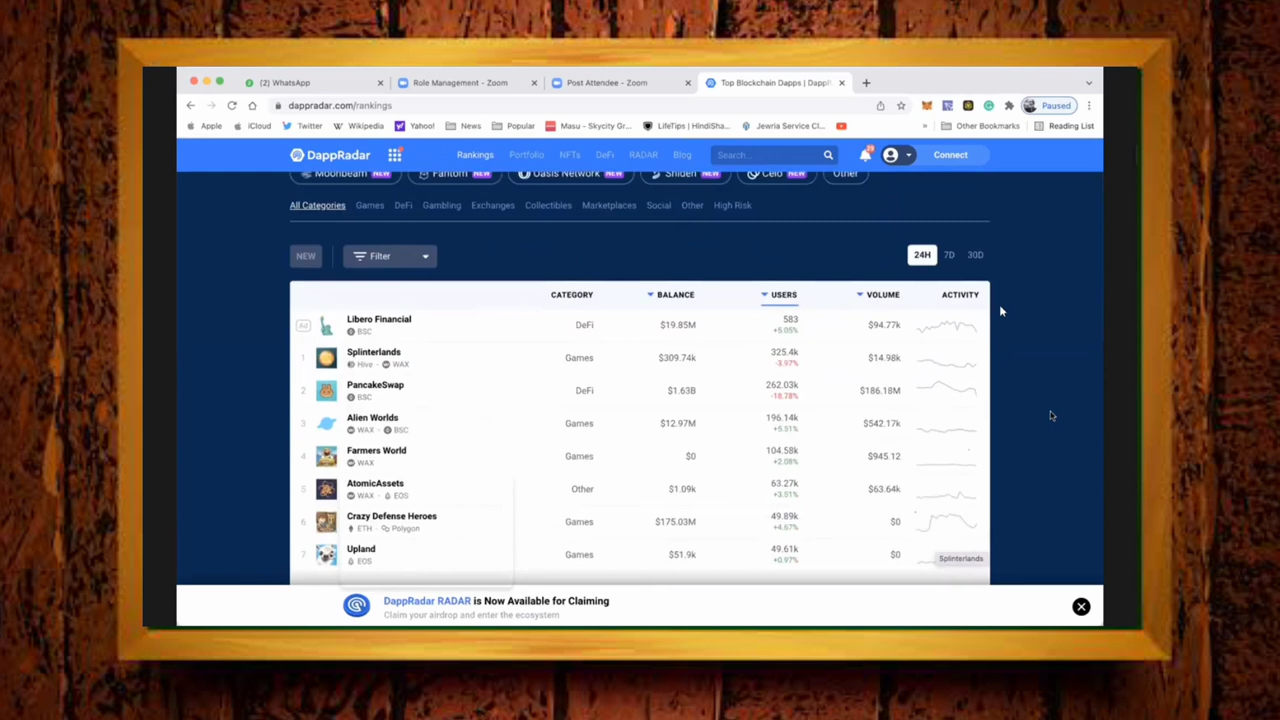 (2) WhatsApp
Role Management - Zoom
Post Attendee - Zoom
Top Blockchain Dapps | DappR
dappradar.com/rankings
Paused
Apple iCloud Twitter Wikipedia Yahoo! News Popular Masu - Skycity Gr... LifeTips | HindiSha... Jewria Service Cl... » Other Bookmarks Reading List
DappRadar Rankings Portfolio NFTs DeFi RADAR Blog Search... Connect
Moonbeam NEW Fantom NEW Oasis Network NEW Shiden NEW Celo NEW Other
All Categories Games DeFi Gambling Exchanges Collectibles Marketplaces Social Other High Risk
NEW Filter 24H 7D 30D
CATEGORY BALANCE USERS VOLUME ACTIVITY
Ad Libero Financial DeFi $19.85M 583 $94.77k
BSC +5.05%
1 Splinterlands Games $309.74k 325.4k $14.98k
Hive · WAX -3.97%
2 PancakeSwap DeFi $1.63B 262.03k $186.18M
BSC -18.78%
3 Alien Worlds Games $12.97M 196.14k $542.17k
WAX · BSC +5.51%
4 Farmers World Games $0 104.58k $945.12
WAX +2.08%
5 AtomicAssets Other $1.09k 63.27k $63.64k
WAX · EOS +3.51%
6 Crazy Defense Heroes Games $175.03M 49.89k $0
ETH · Polygon +4.67%
7 Upland Games $51.9k 49.61k $0
EOS +0.97%
Splinterlands
DappRadar RADAR is Now Available for Claiming
Claim your airdrop and enter the ecosystem